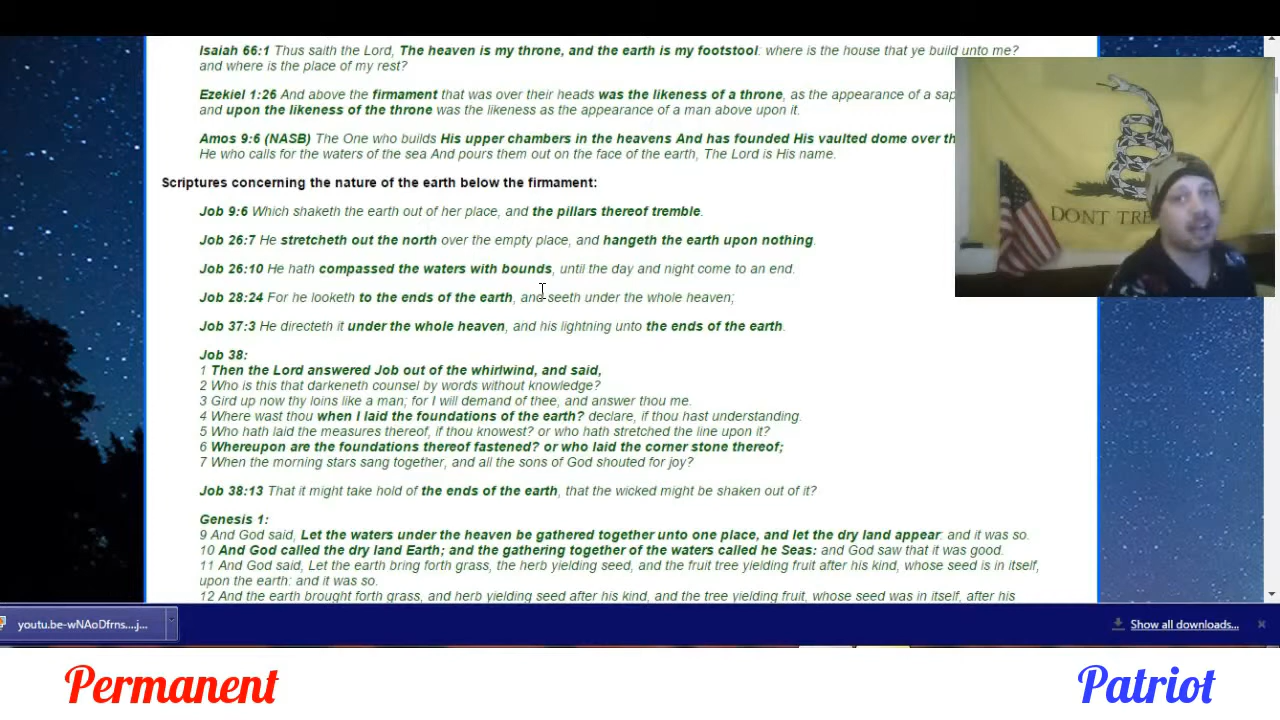 Isaiah 66:1 Thus saith the Lord, The heaven is my throne, and the earth is my footstool: where is the house that ye build unto me?
and where is the place of my rest?
Ezekiel 1:26 And above the firmament that was over their heads was the likeness of a throne, as the appearance of a
and upon the likeness of the throne was the likeness as the appearance of a man above upon it.
Amos 9:6 (NASB) The One who builds His upper chambers in the heavens And has founded His vaulted dome over
He who calls for the waters of the sea And pours them out on the face of the earth, The Lord is His name.
Scriptures concerning the nature of the earth below the firmament:
Job 9:6 Which shaketh the earth out of her place, and the pillars thereof tremble.
Job 26:7 He stretcheth out the north over the empty place, and hangeth the earth upon nothing.
Job 26:10 He hath compassed the waters with bounds, until the day and night come to an end.
Job 28:24 For he looketh to the ends of the earth, and seeth under the whole heaven;
Job 37:3 He directeth it under the whole heaven, and his lightning unto the ends of the earth.
Job 38:
1 Then the Lord answered Job out of the whirlwind, and said,
2 Who is this that darkeneth counsel by words without knowledge?
3 Gird up now thy loins like a man; for I will demand of thee, and answer thou me.
4 Where wast thou when I laid the foundations of the earth? declare, if thou hast understanding.
5 Who hath laid the measures thereof, if thou knowest? or who hath stretched the line upon it?
6 Whereupon are the foundations thereof fastened? or who laid the corner stone thereof;
7 When the morning stars sang together, and all the sons of God shouted for joy?
Job 38:13 That it might take hold of the ends of the earth, that the wicked might be shaken out of it?
Genesis 1:
9 And God said, Let the waters under the heaven be gathered together unto one place, and let the dry land appear: and it was so.
10 And God called the dry land Earth; and the gathering together of the waters called he Seas: and God saw that it was good.
11 And God said, Let the earth bring forth grass, the herb yielding seed, and the fruit tree yielding fruit after his kind, whose seed is in itself,
upon the earth: and it was so.
12 And the earth brought forth grass, and herb yielding seed after his kind, and the tree yielding fruit, whose seed was in itself, after his
DONT TRE
youtu.be-wNAoDfrns....j...
Show all downloads...
Permanent
Patriot